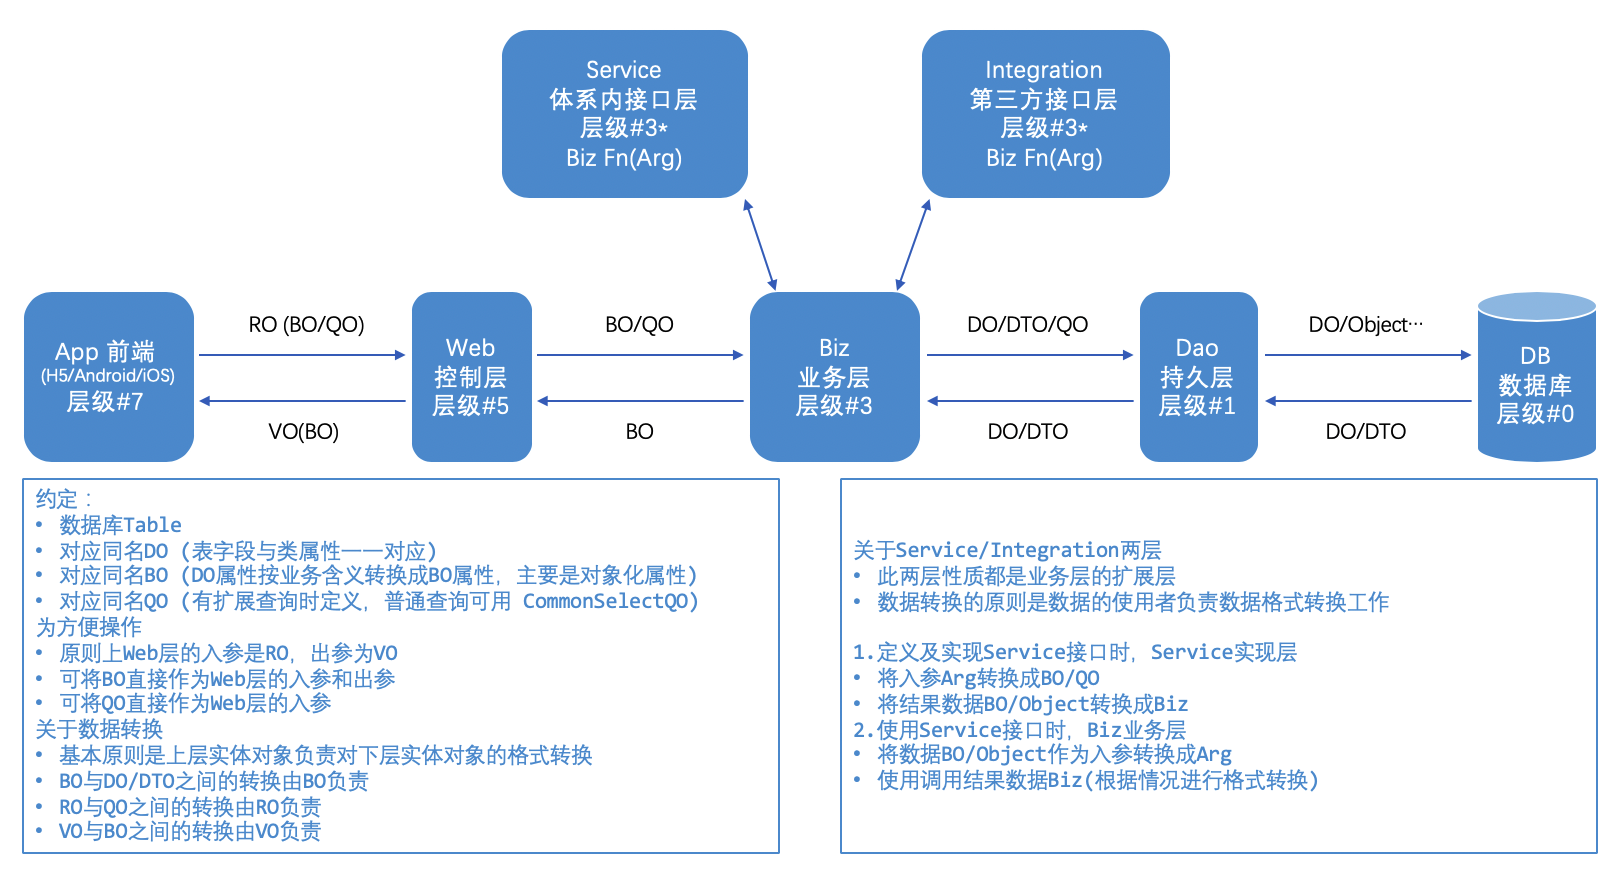 Service
体系内接口层
层级#3*
Biz Fn(Arg)
Integration
第三方接口层
层级#3*
Biz Fn(Arg)
App 前端
(H5/Android/iOS)
层级#7
RO (BO/QO)
VO(BO)
Web
控制层
层级#5
BO/QO
BO
Biz
业务层
层级#3
DO/DTO/QO
DO/DTO
Dao
持久层
层级#1
DO/Object…
DO/DTO
DB
数据库
层级#0
约定：
• 数据库Table
• 对应同名DO (表字段与类属性一一对应)
• 对应同名BO (DO属性按业务含义转换成BO属性，主要是对象化属性)
• 对应同名QO (有扩展查询时定义，普通查询可用 CommonSelectQO)
为方便操作
• 原则上Web层的入参是RO，出参为VO
• 可将BO直接作为Web层的入参和出参
• 可将QO直接作为Web层的入参
关于数据转换
• 基本原则是上层实体对象负责对下层实体对象的格式转换
• BO与DO/DTO之间的转换由BO负责
• RO与QO之间的转换由RO负责
• VO与BO之间的转换由VO负责
关于Service/Integration两层
• 此两层性质都是业务层的扩展层
• 数据转换的原则是数据的使用者负责数据格式转换工作
1.定义及实现Service接口时，Service实现层
• 将入参Arg转换成BO/QO
• 将结果数据BO/Object转换成Biz
2.使用Service接口时，Biz业务层
• 将数据BO/Object作为入参转换成Arg
• 使用调用结果数据Biz(根据情况进行格式转换)